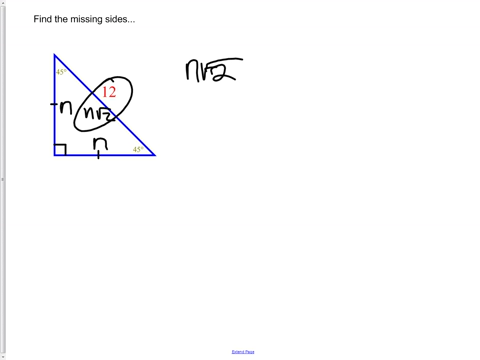 Find the missing sides...
n√2
45°
12
n
n√2
n
45°
Extend Page